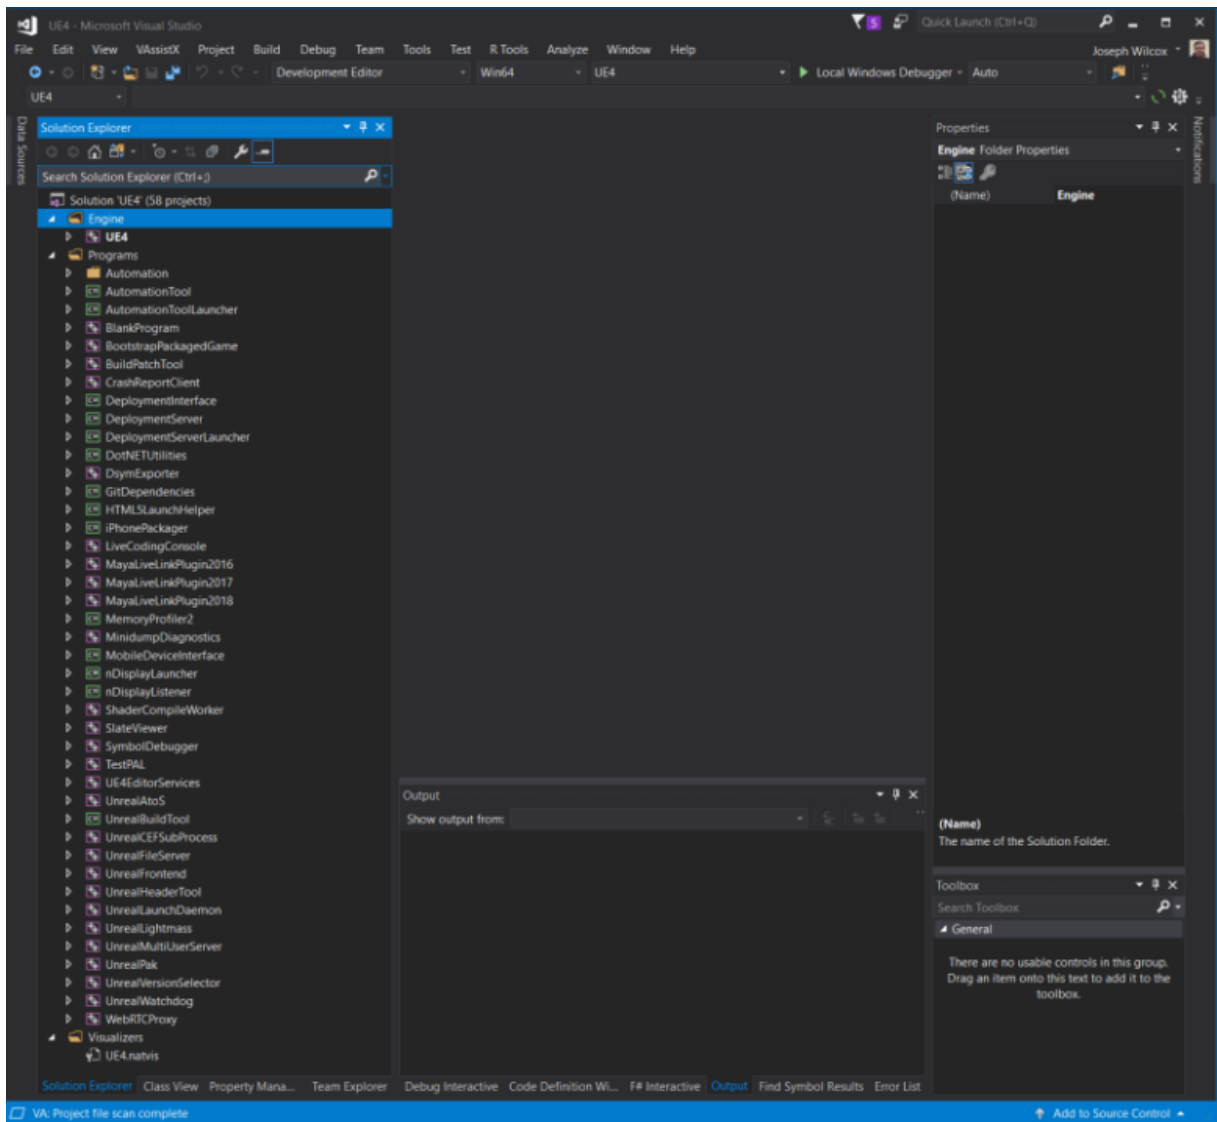 UE4 - Microsoft Visual Studio
5
Quick Launch (Ctrl+Q)
File Edit View VAssistX Project Build Debug Team Tools Test R Tools Analyze Window Help
Joseph Wilcox
Development Editor Win64 UE4 Local Windows Debugger Auto
UE4
Data Sources
Solution Explorer
Search Solution Explorer (Ctrl+;)
Solution 'UE4' (58 projects)
Engine
UE4
Programs
Automation
AutomationTool
AutomationToolLauncher
BlankProgram
BootstrapPackagedGame
BuildPatchTool
CrashReportClient
DeploymentInterface
DeploymentServer
DeploymentServerLauncher
DotNETUtilities
DsymExporter
GitDependencies
HTML5LaunchHelper
iPhonePackager
LiveCodingConsole
MayaLiveLinkPlugin2016
MayaLiveLinkPlugin2017
MayaLiveLinkPlugin2018
MemoryProfiler2
MinidumpDiagnostics
MobileDeviceInterface
nDisplayLauncher
nDisplayListener
ShaderCompileWorker
SlateViewer
SymbolDebugger
TestPAL
UE4EditorServices
UnrealAtoS
UnrealBuildTool
UnrealCEFSubProcess
UnrealFileServer
UnrealFrontend
UnrealHeaderTool
UnrealLaunchDaemon
UnrealLightmass
UnrealMultiUserServer
UnrealPak
UnrealVersionSelector
UnrealWatchdog
WebRTCProxy
Visualizers
UE4.natvis
Solution Explorer Class View Property Mana... Team Explorer
Output
Show output from:
Debug Interactive Code Definition Wi... F# Interactive Output Find Symbol Results Error List
Properties
Engine Folder Properties
(Name) Engine
(Name)
The name of the Solution Folder.
Toolbox
Search Toolbox
General
There are no usable controls in this group.
Drag an item onto this text to add it to the
toolbox.
Notifications
VA: Project file scan complete
Add to Source Control